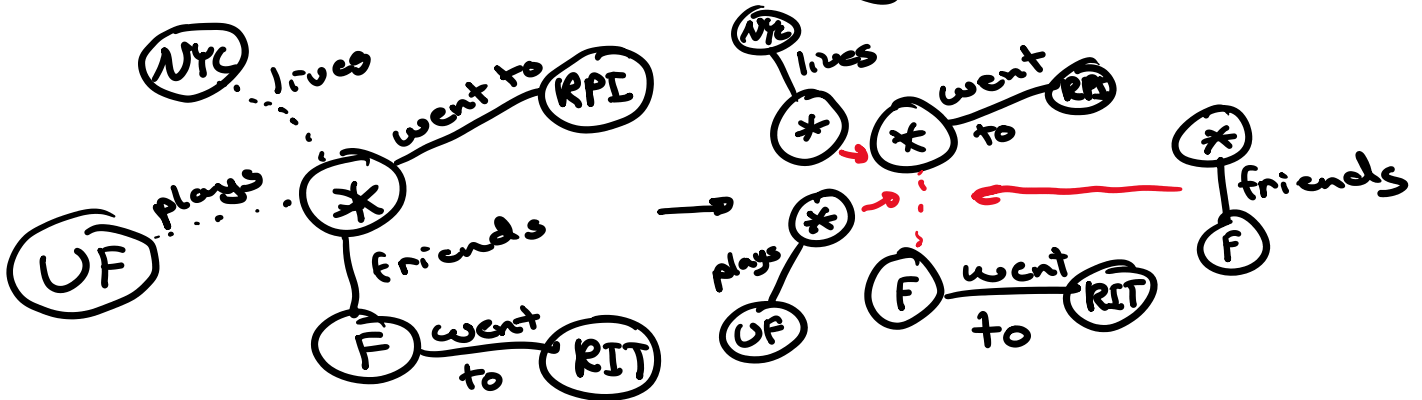 NYC
lives
went to
RPI
plays
*
UF
friends
F
went
to
RIT
NYC
lives
*
*
went
to
RPI
*
friends
F
*
plays
UF
F
went
to
RIT